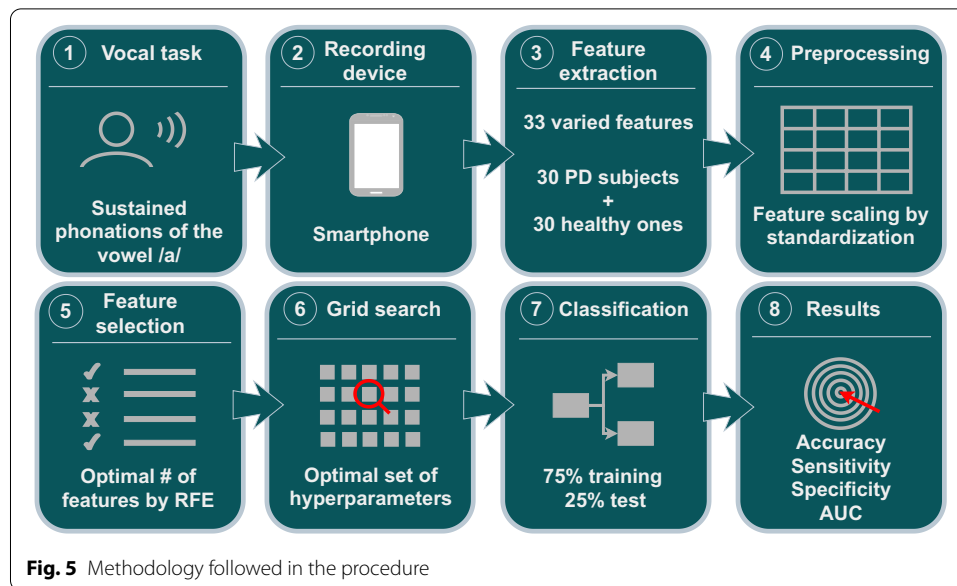 1 Vocal task
Sustained
phonations of the
vowel /a/
2 Recording
device
Smartphone
3 Feature
extraction
33 varied features
30 PD subjects
+
30 healthy ones
4 Preprocessing
Feature scaling by
standardization
5 Feature
selection
Optimal # of
features by RFE
6 Grid search
Optimal set of
hyperparameters
7 Classification
75% training
25% test
8 Results
Accuracy
Sensitivity
Specificity
AUC
Fig. 5 Methodology followed in the procedure